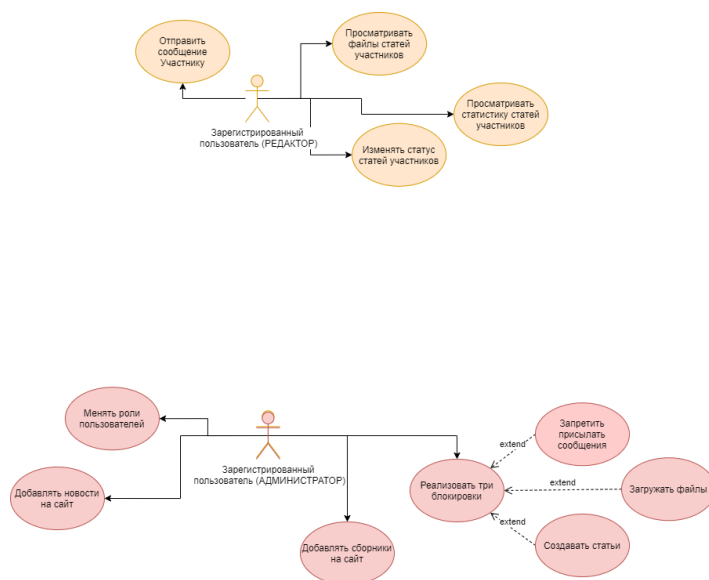 Отправить
сообщение
Участнику
Просматривать
файлы статей
участников
Просматривать
статистику статей
участников
Зарегистрированный
пользователь (РЕДАКТОР)
Изменять статус
статей участников
Менять роли
пользователей
Зарегистрированный
пользователь (АДМИНИСТРАТОР)
Запретить
присылать
сообщения
extend
Реализовать три
блокировки
extend
Загружать файлы
Добавлять новости
на сайт
extend
Создавать статьи
Добавлять сборники
на сайт